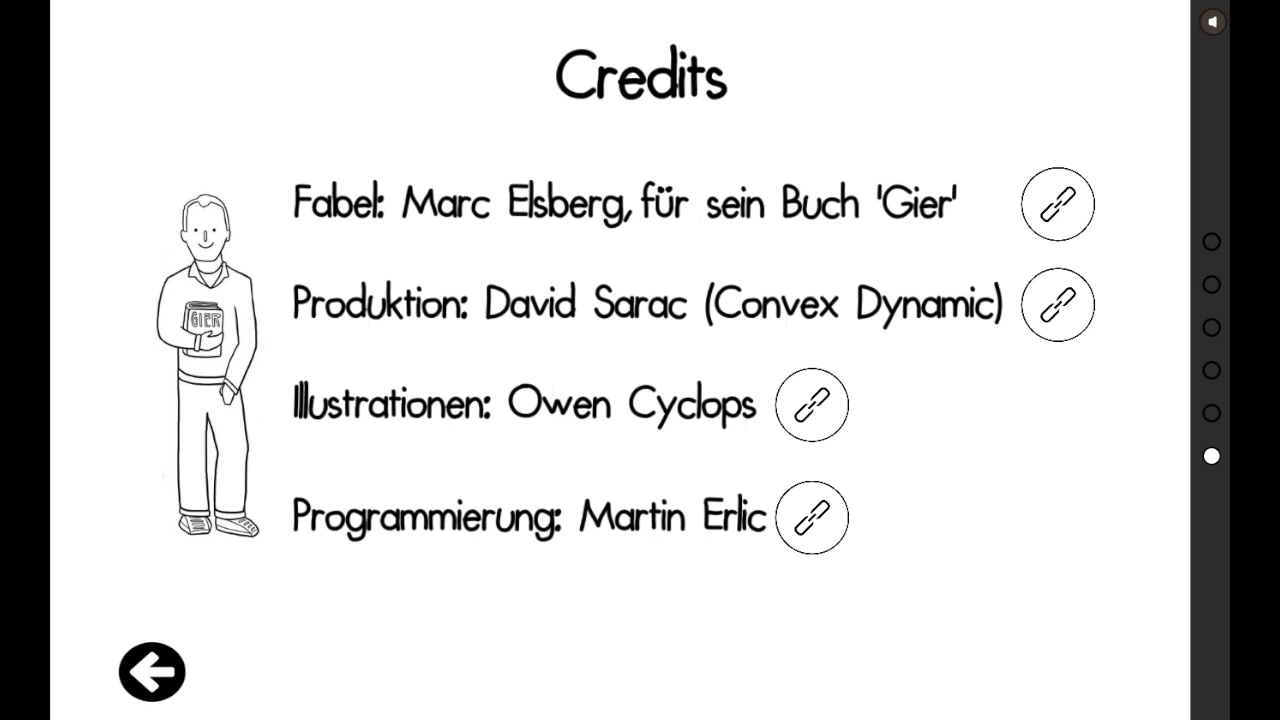 Credits
Fabel: Marc Elsberg, für sein Buch 'Gier'
GIER
Produktion: David Sarac (Convex Dynamic)
Illustrationen: Owen Cyclops
Programmierung: Martin Erlic